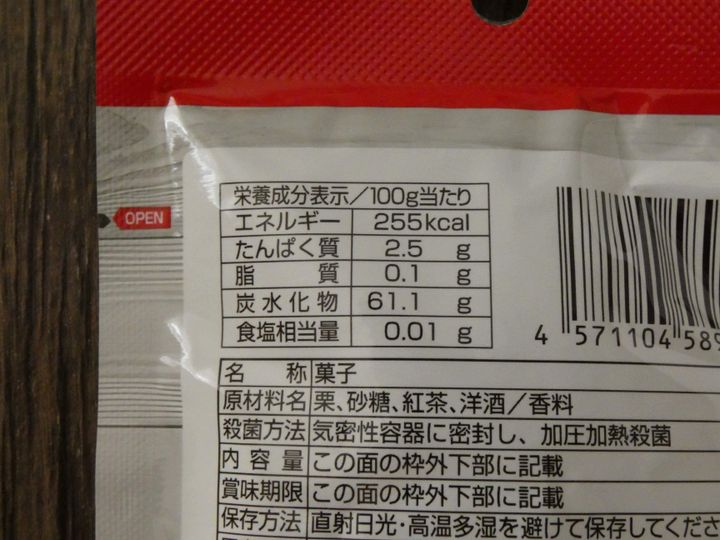 OPEN
栄養成分表示/100g当たり
エネルギー 255kcal
たんぱく質 2.5 g
脂質 0.1 g
炭水化物 61.1 g
食塩相当量 0.01 g
4 571104 589
名称 菓子
原材料名 栗、砂糖、紅茶、洋酒/香料
殺菌方法 気密性容器に密封し、加圧加熱殺菌
内容量 この面の枠外下部に記載
賞味期限 この面の枠外下部に記載
保存方法 直射日光・高温多湿を避けて保存してくださ